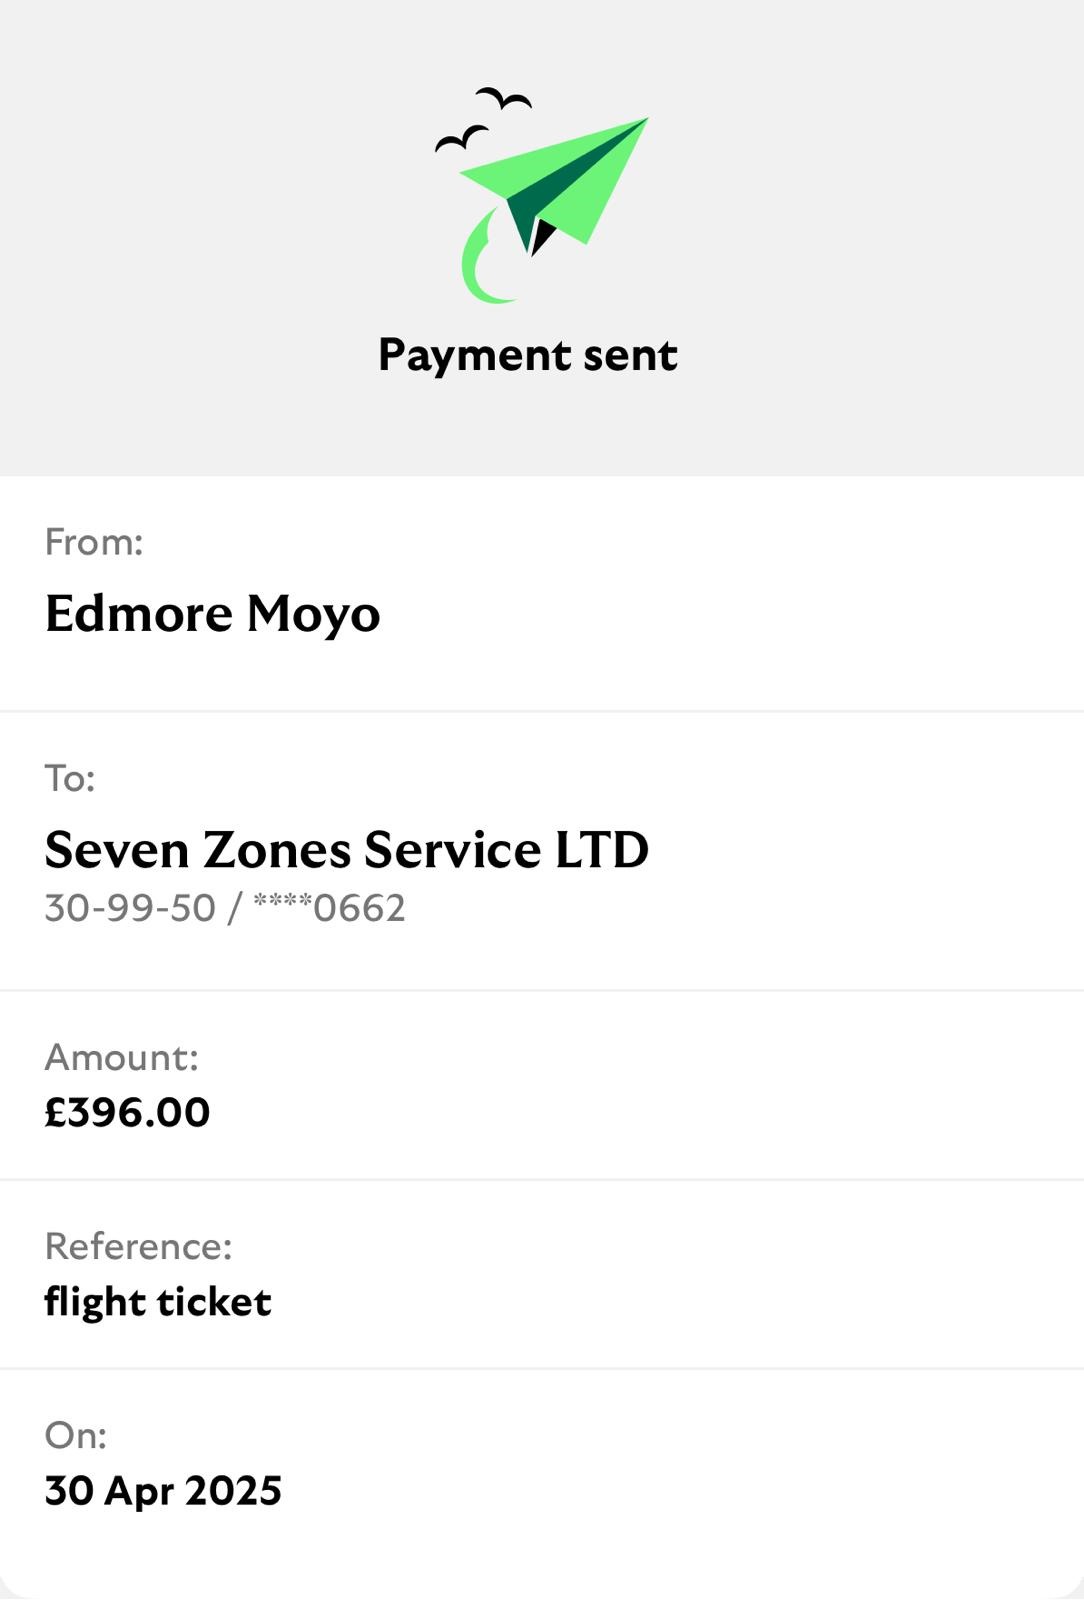 Payment sent
From:
Edmore Moyo
To:
Seven Zones Service LTD
30-99-50 / ****0662
Amount:
£396.00
Reference:
flight ticket
On:
30 Apr 2025